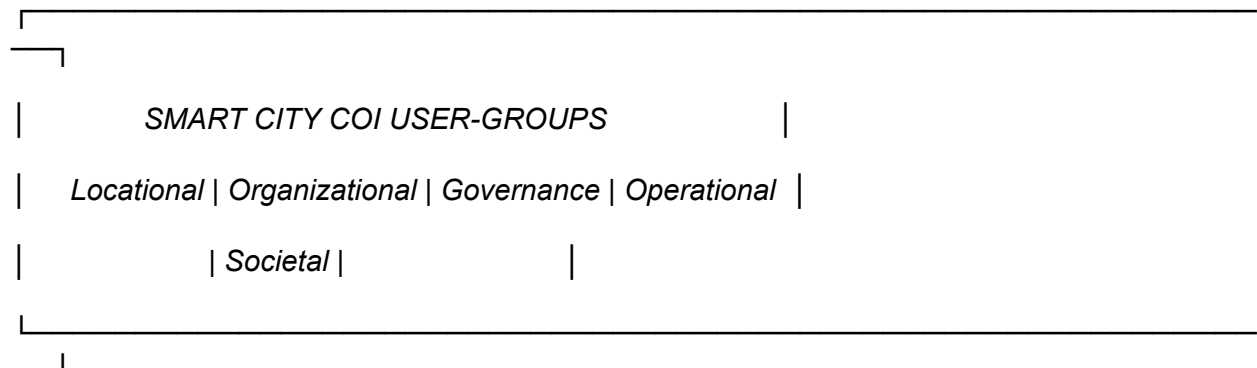 SMART CITY COI USER-GROUPS
Locational | Organizational | Governance | Operational
| Societal |